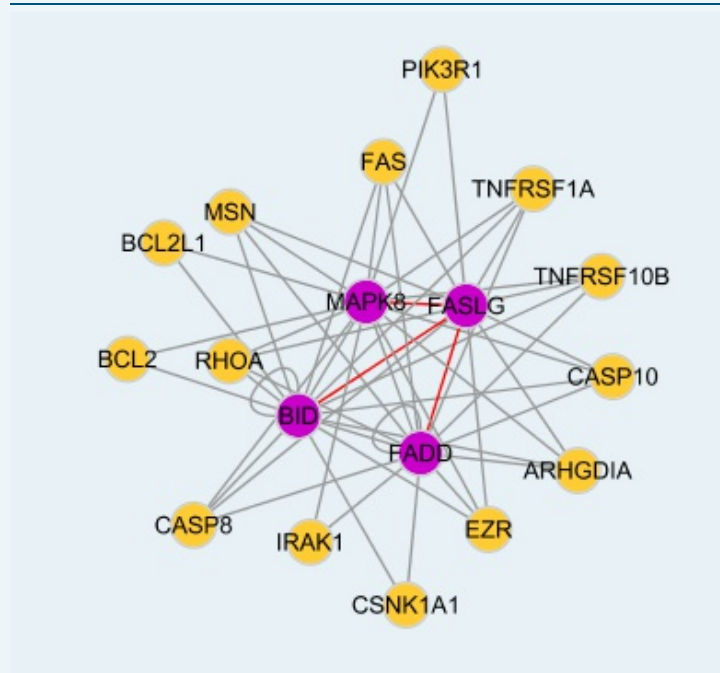 PIK3R1
FAS
TNFRSF1A
MSN
BCL2L1
TNFRSF10B
MAPK8
FASLG
BCL2
RHOA
CASP10
BID
FADD
ARHGDIA
CASP8
IRAK1
EZR
CSNK1A1